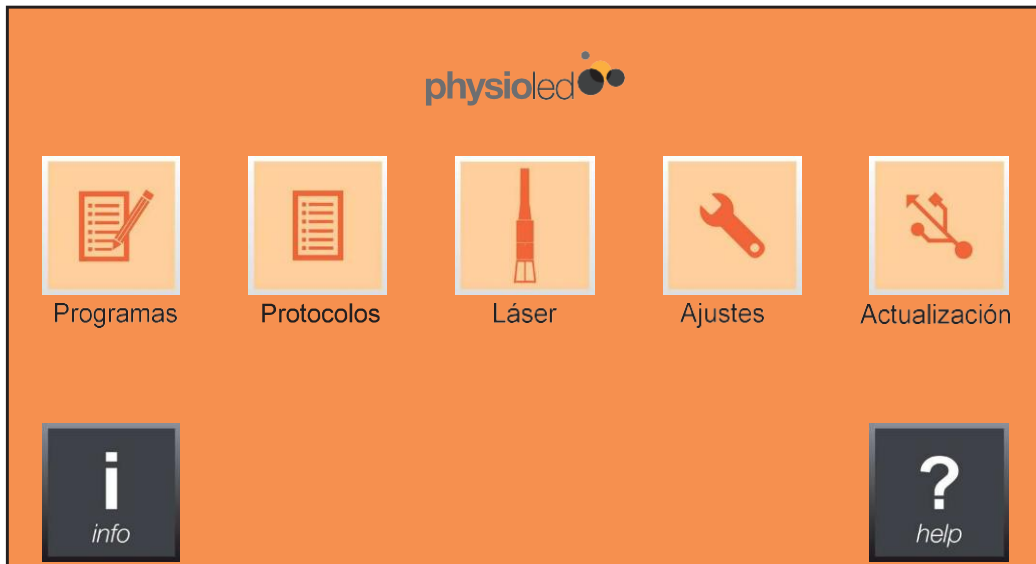 physioled
Programas
Protocolos
Láser
Ajustes
Actualización
i
info
?
help